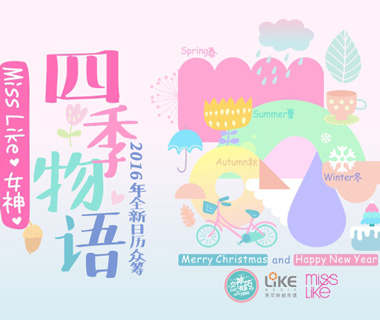 Miss Like♥女神♥
四季物语
2016年全新日历众筹
Spring春
Summer夏
Autumn秋
Winter冬
Merry Christmas and Happy New Year
LiKE
MEDIA
miss
LiKE